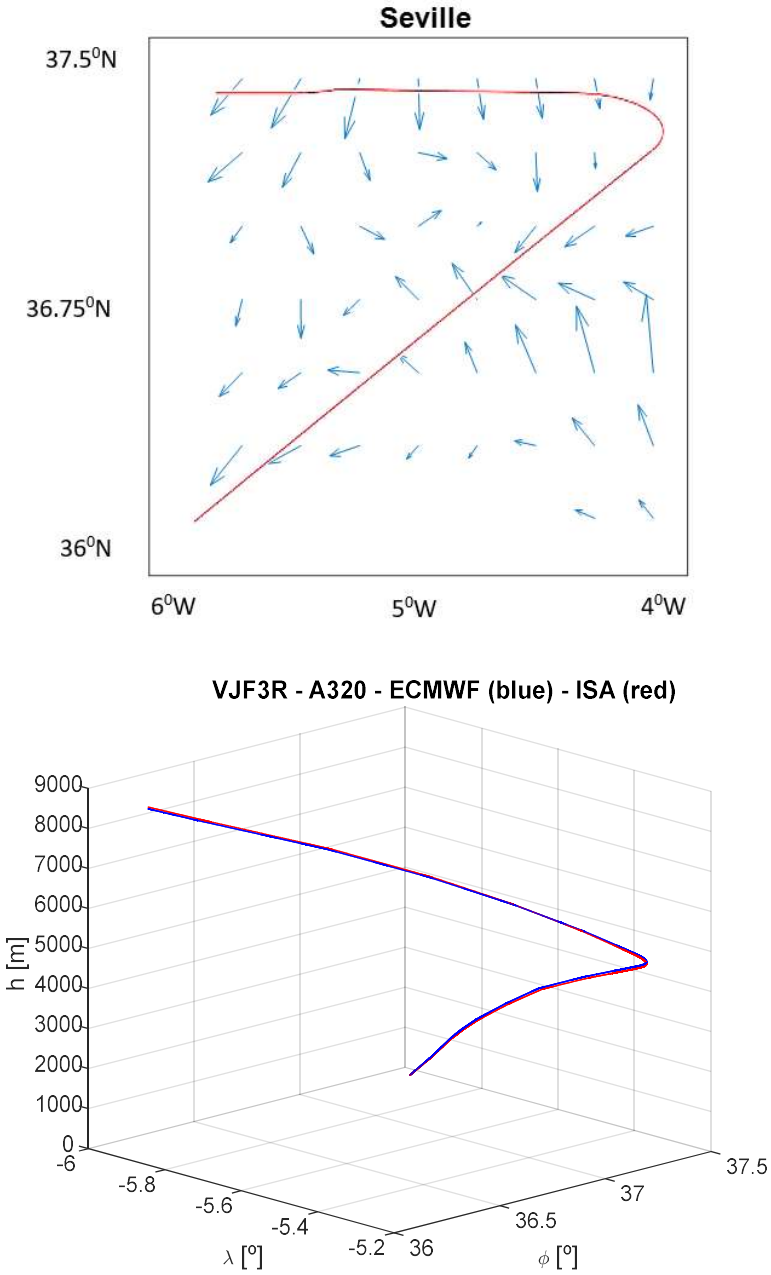 Seville
37.5⁰N
36.75⁰N
36⁰N
6⁰W 5⁰W 4⁰W
VJF3R - A320 - ECMWF (blue) - ISA (red)
9000
8000
7000
6000
5000
4000
3000
2000
1000
0
h [m]
-6
-5.8
-5.6
-5.4
-5.2
λ [º]
36
36.5
37
37.5
ϕ [º]